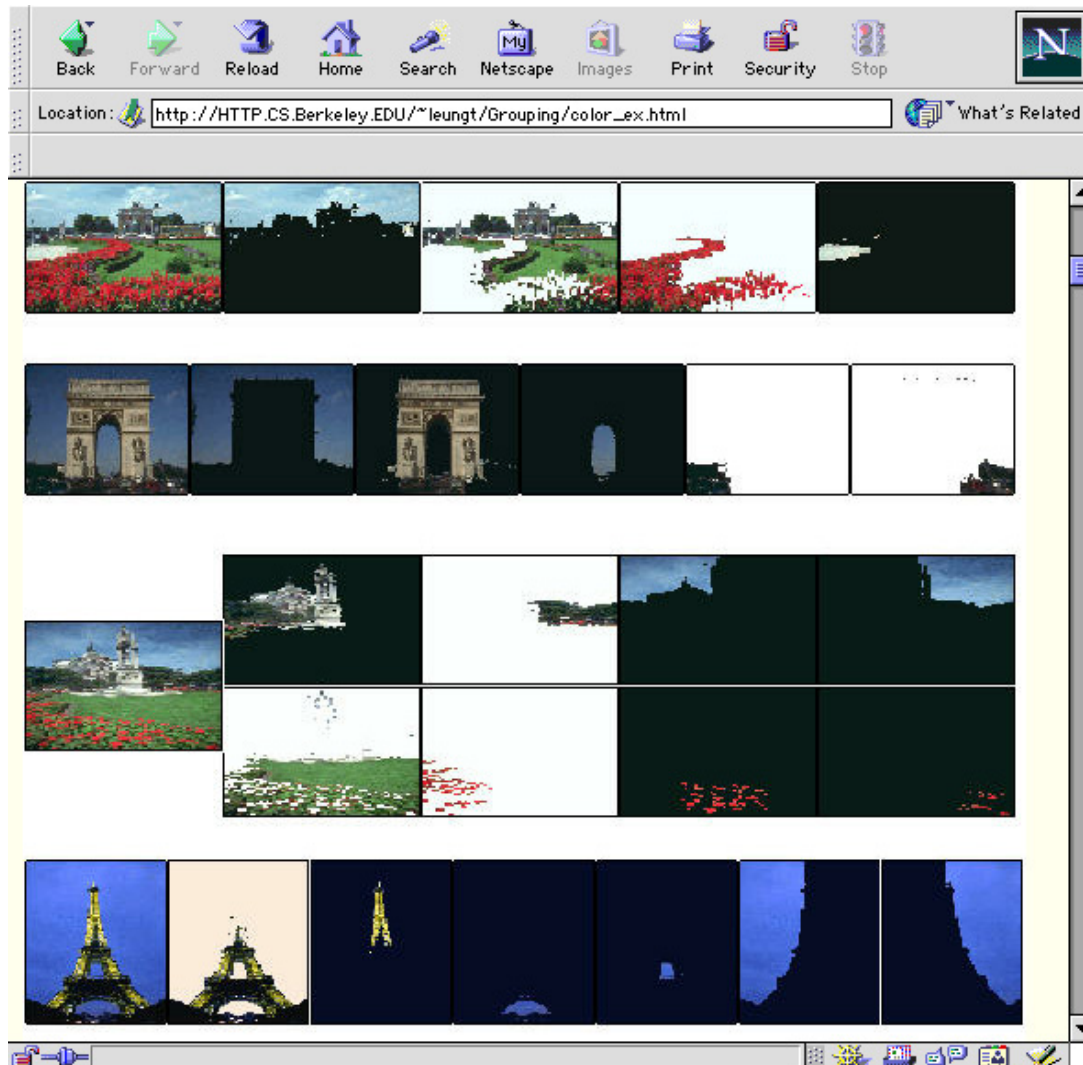 Back Forward Reload Home Search My Netscape Images Print Security Stop N
Location: http://HTTP.CS.Berkeley.EDU/~leungt/Grouping/color_ex.html What's Related